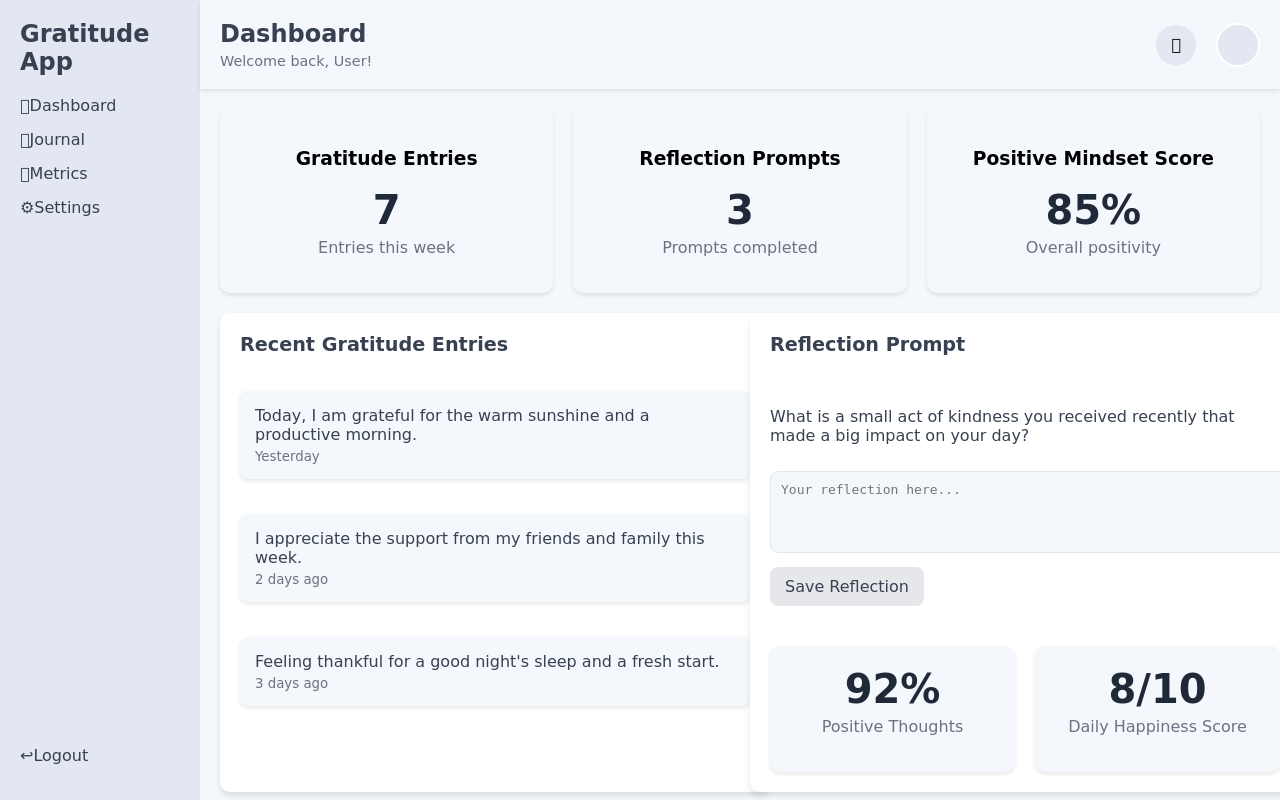 Gratitude
App
Dashboard
Journal
Metrics
⚙Settings
↩Logout
Dashboard
Welcome back, User!
Gratitude Entries
7
Entries this week
Reflection Prompts
3
Prompts completed
Positive Mindset Score
85%
Overall positivity
Recent Gratitude Entries
Today, I am grateful for the warm sunshine and a
productive morning.
Yesterday
I appreciate the support from my friends and family this
week.
2 days ago
Feeling thankful for a good night's sleep and a fresh start.
3 days ago
Reflection Prompt
What is a small act of kindness you received recently that
made a big impact on your day?
Your reflection here...
Save Reflection
92%
Positive Thoughts
8/10
Daily Happiness Score